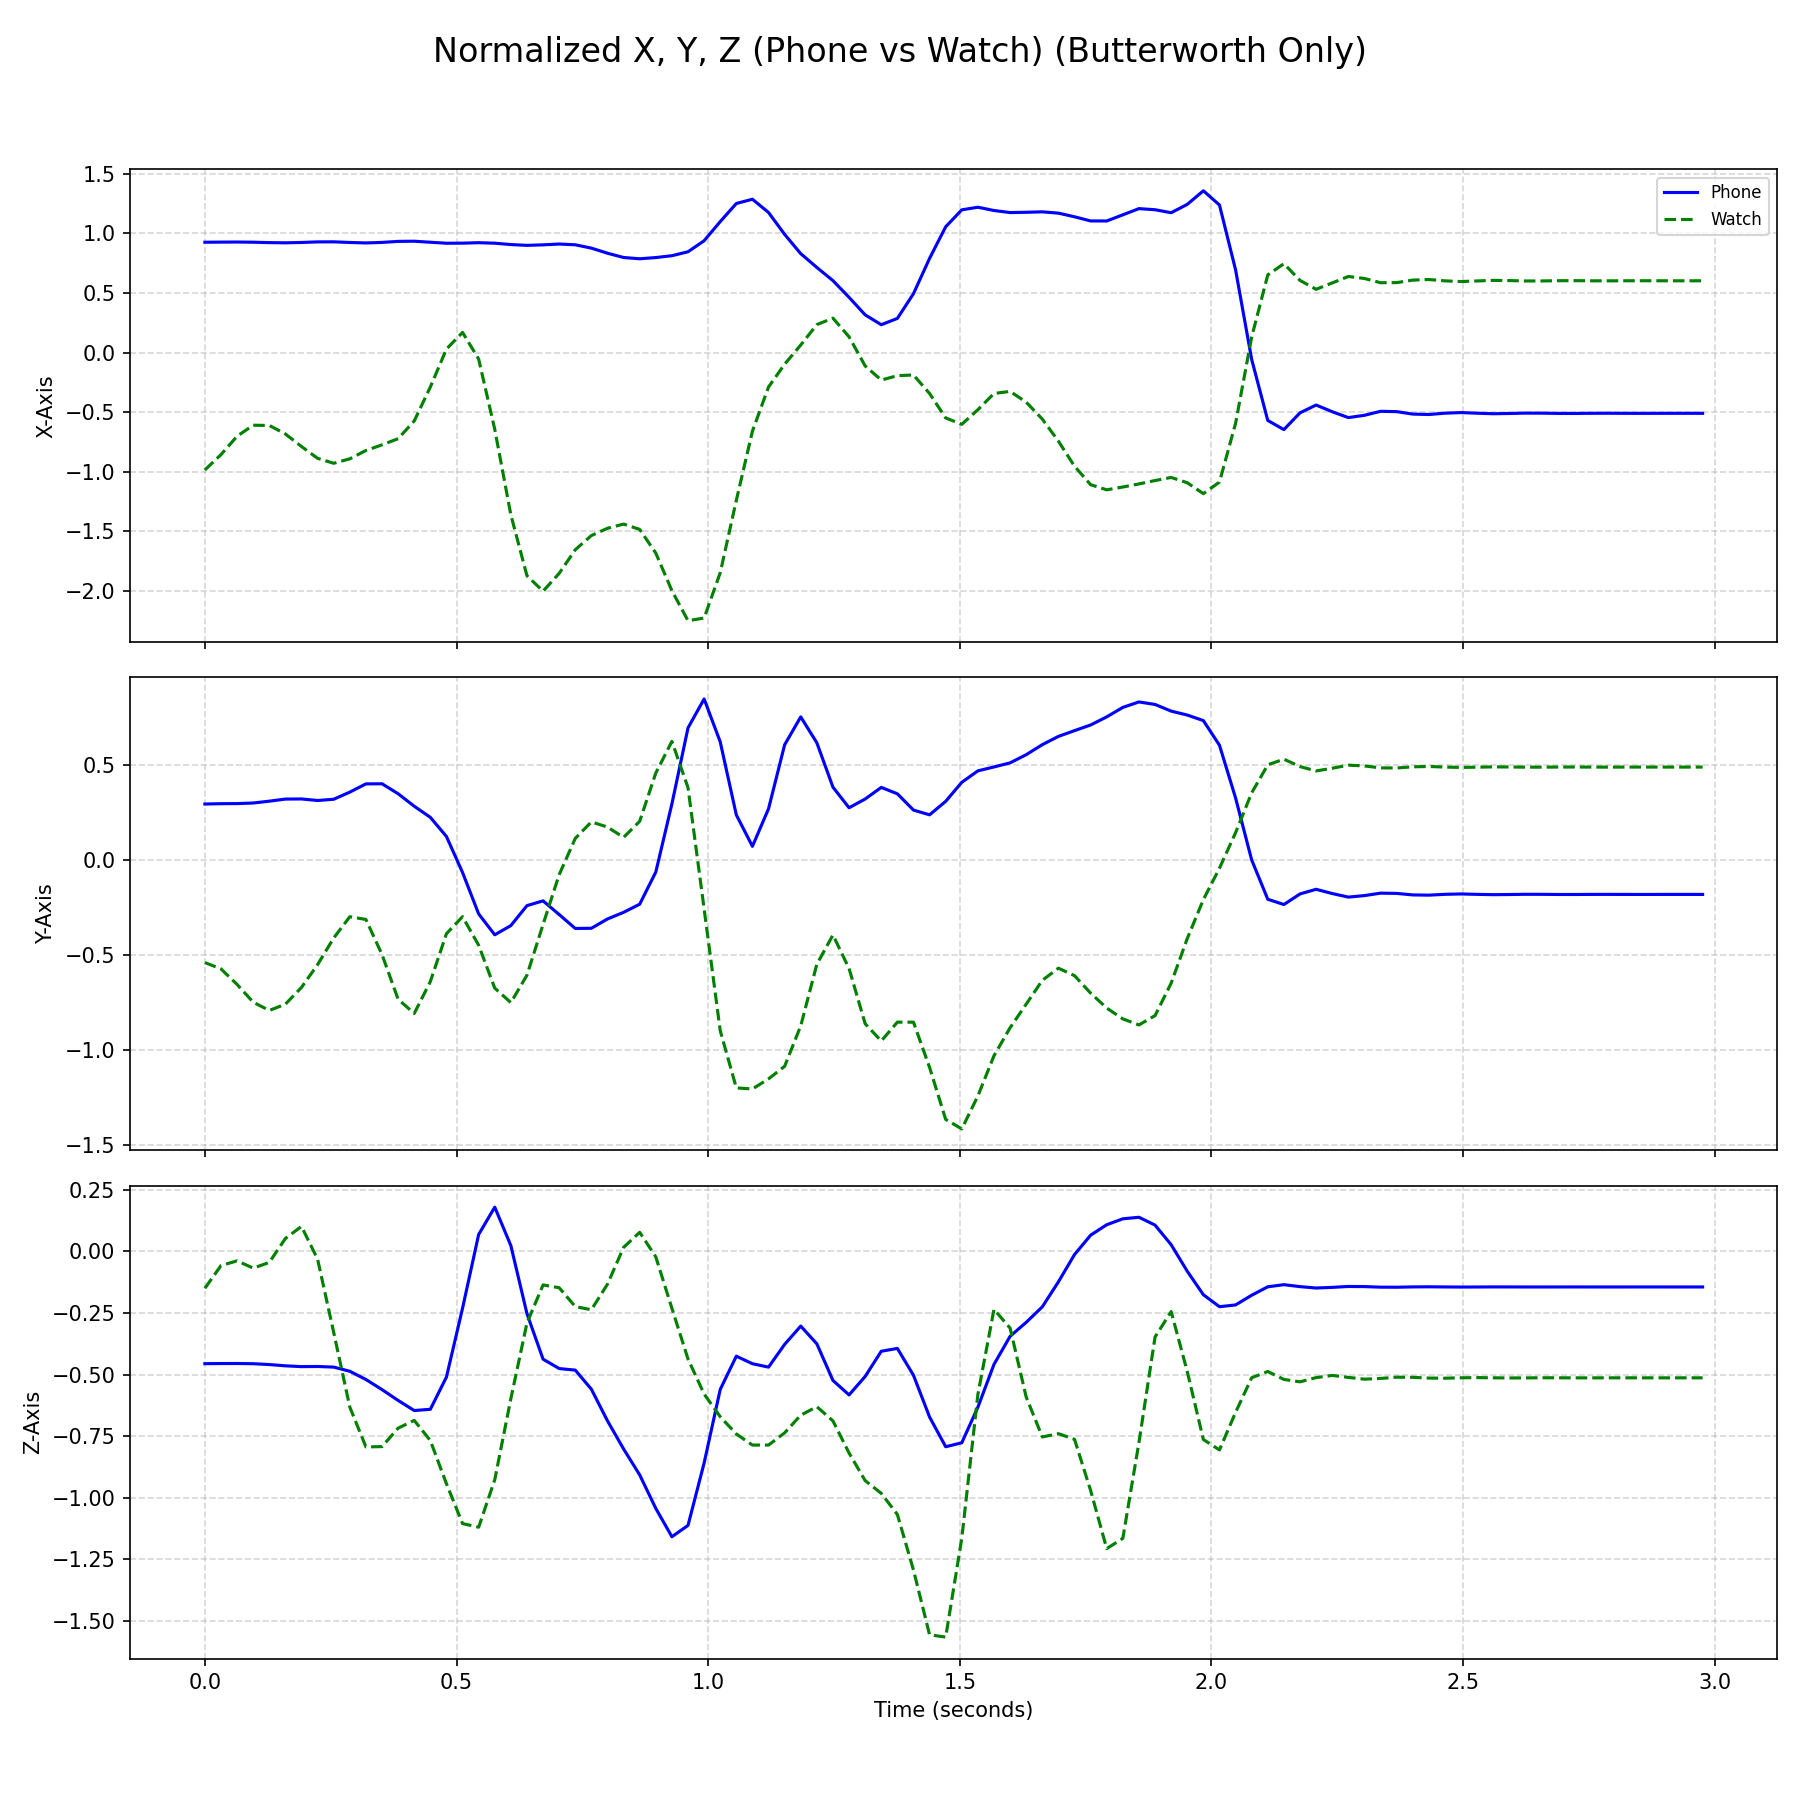 Normalized X, Y, Z (Phone vs Watch) (Butterworth Only)
1.5
1.0
0.5
0.0
−0.5
−1.0
−1.5
−2.0
X-Axis
Phone
Watch
0.5
0.0
−0.5
−1.0
−1.5
Y-Axis
0.25
0.00
−0.25
−0.50
−0.75
−1.00
−1.25
−1.50
Z-Axis
0.0 0.5 1.0 1.5 2.0 2.5 3.0
Time (seconds)